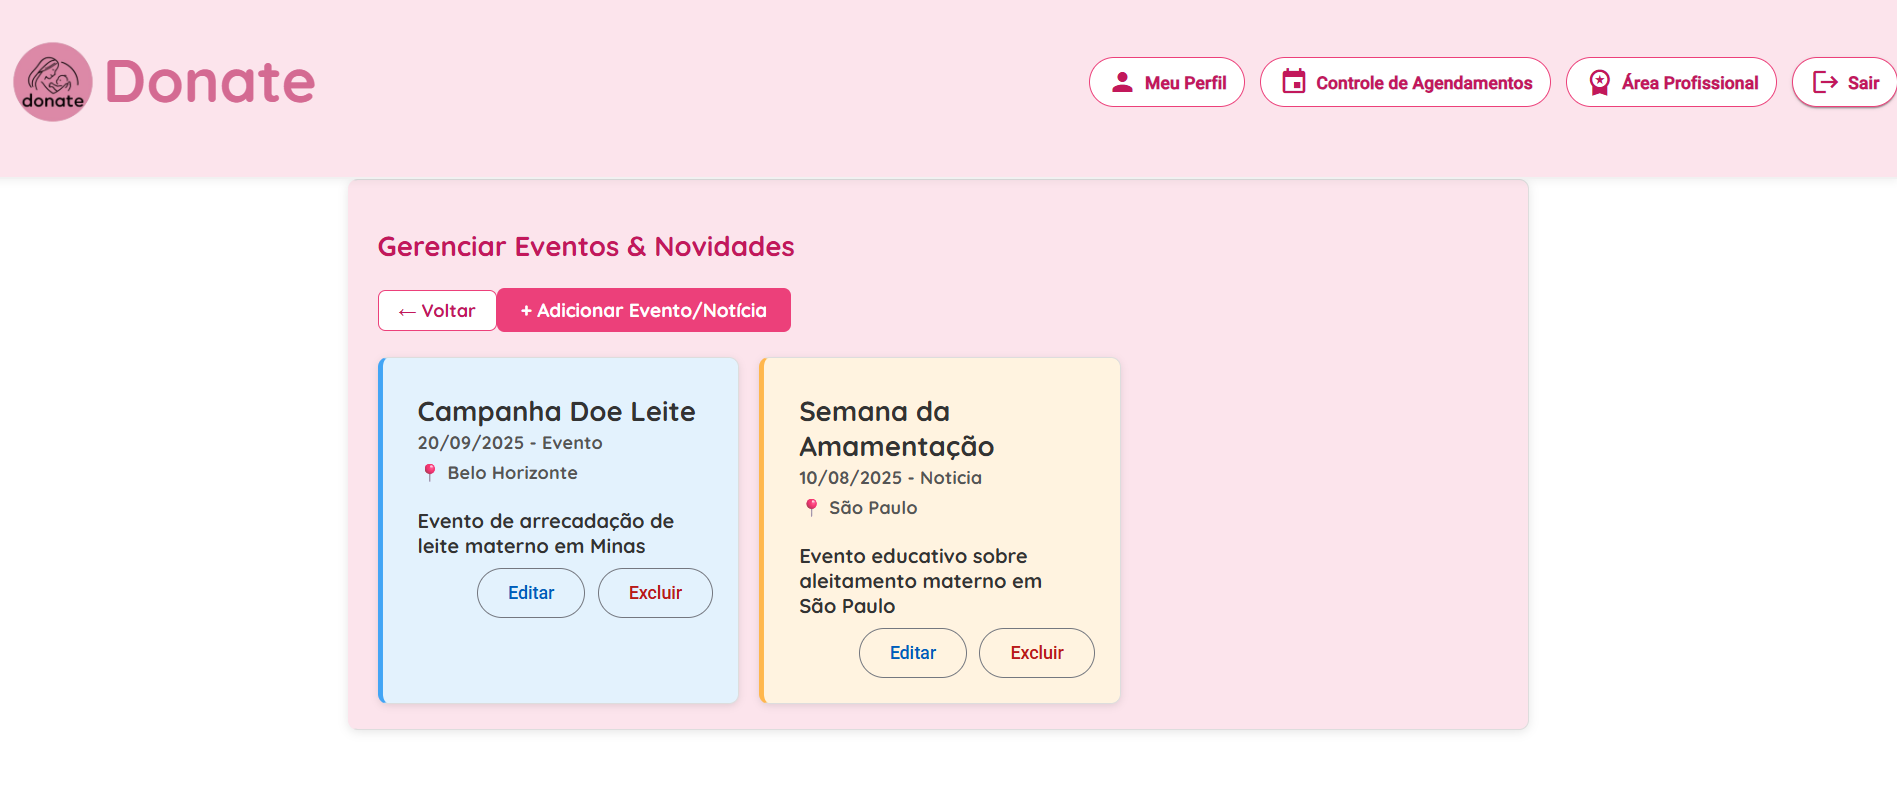 donate
Donate
Meu Perfil
Controle de Agendamentos
Área Profissional
Sair
Gerenciar Eventos & Novidades
← Voltar
+ Adicionar Evento/Notícia
Campanha Doe Leite
20/09/2025 - Evento
📍 Belo Horizonte
Evento de arrecadação de
leite materno em Minas
Editar
Excluir
Semana da
Amamentação
10/08/2025 - Noticia
📍 São Paulo
Evento educativo sobre
aleitamento materno em
São Paulo
Editar
Excluir